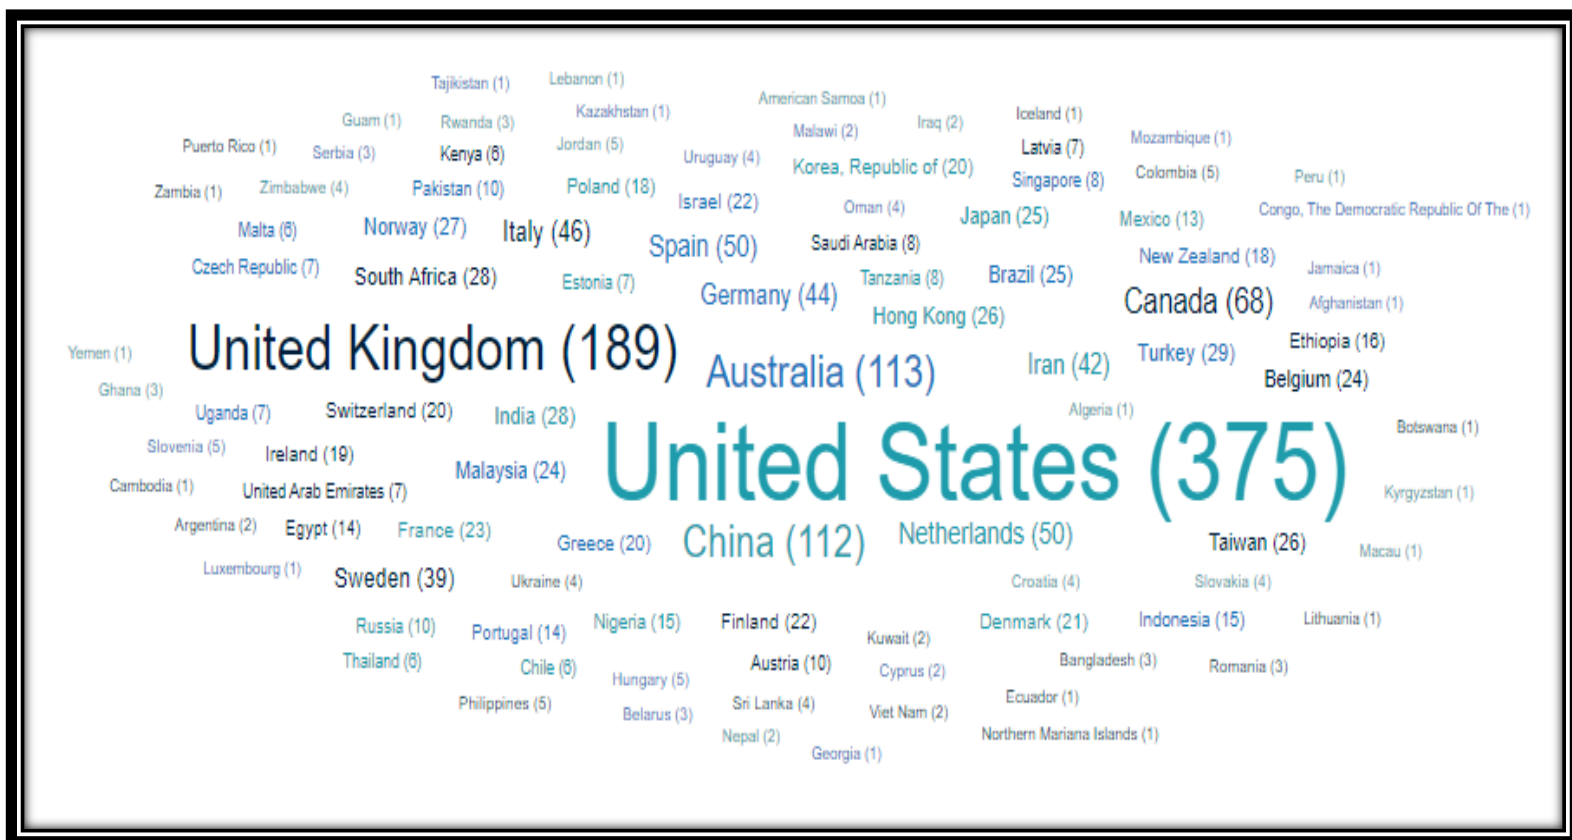 Tajikistan (1)
Lebanon (1)
American Samoa (1)
Guam (1)
Rwanda (3)
Kazakhstan (1)
Malawi (2)
Iraq (2)
Iceland (1)
Mozambique (1)
Puerto Rico (1)
Serbia (3)
Kenya (6)
Jordan (5)
Uruguay (4)
Korea, Republic of (20)
Latvia (7)
Colombia (5)
Peru (1)
Zambia (1)
Zimbabwe (4)
Pakistan (10)
Poland (18)
Israel (22)
Oman (4)
Singapore (8)
Japan (25)
Mexico (13)
Congo, The Democratic Republic Of The (1)
Malta (6)
Norway (27)
Italy (46)
Spain (50)
Saudi Arabia (8)
New Zealand (18)
Czech Republic (7)
South Africa (28)
Estonia (7)
Germany (44)
Tanzania (8)
Brazil (25)
Jamaica (1)
Hong Kong (26)
Canada (68)
Afghanistan (1)
Yemen (1)
United Kingdom (189)
Australia (113)
Iran (42)
Turkey (29)
Ethiopia (16)
Ghana (3)
Belgium (24)
Uganda (7)
Switzerland (20)
India (28)
Algeria (1)
Botswana (1)
Slovenia (5)
Ireland (19)
Malaysia (24)
United States (375)
Cambodia (1)
United Arab Emirates (7)
Kyrgyzstan (1)
Argentina (2)
Egypt (14)
France (23)
Greece (20)
China (112)
Netherlands (50)
Taiwan (26)
Macau (1)
Luxembourg (1)
Sweden (39)
Ukraine (4)
Croatia (4)
Slovakia (4)
Russia (10)
Portugal (14)
Nigeria (15)
Finland (22)
Kuwait (2)
Denmark (21)
Indonesia (15)
Lithuania (1)
Thailand (6)
Chile (6)
Hungary (5)
Austria (10)
Cyprus (2)
Bangladesh (3)
Romania (3)
Philippines (5)
Belarus (3)
Sri Lanka (4)
Viet Nam (2)
Ecuador (1)
Nepal (2)
Georgia (1)
Northern Mariana Islands (1)